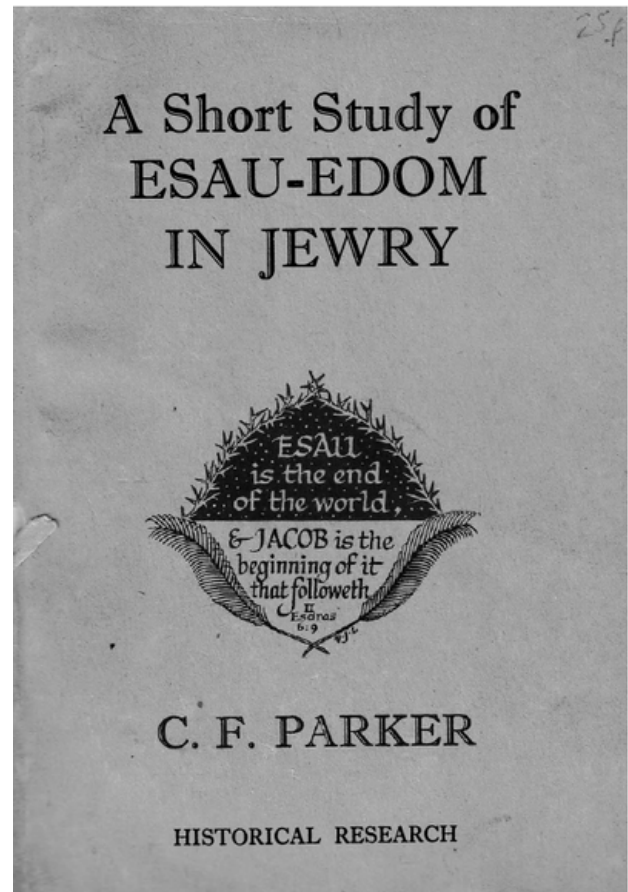 A Short Study of
ESAU-EDOM
IN JEWRY
ESAU
is the end
of the world,
& JACOB is the
beginning of it
that followeth
II
Esdras
6:9
C. F. PARKER
HISTORICAL RESEARCH